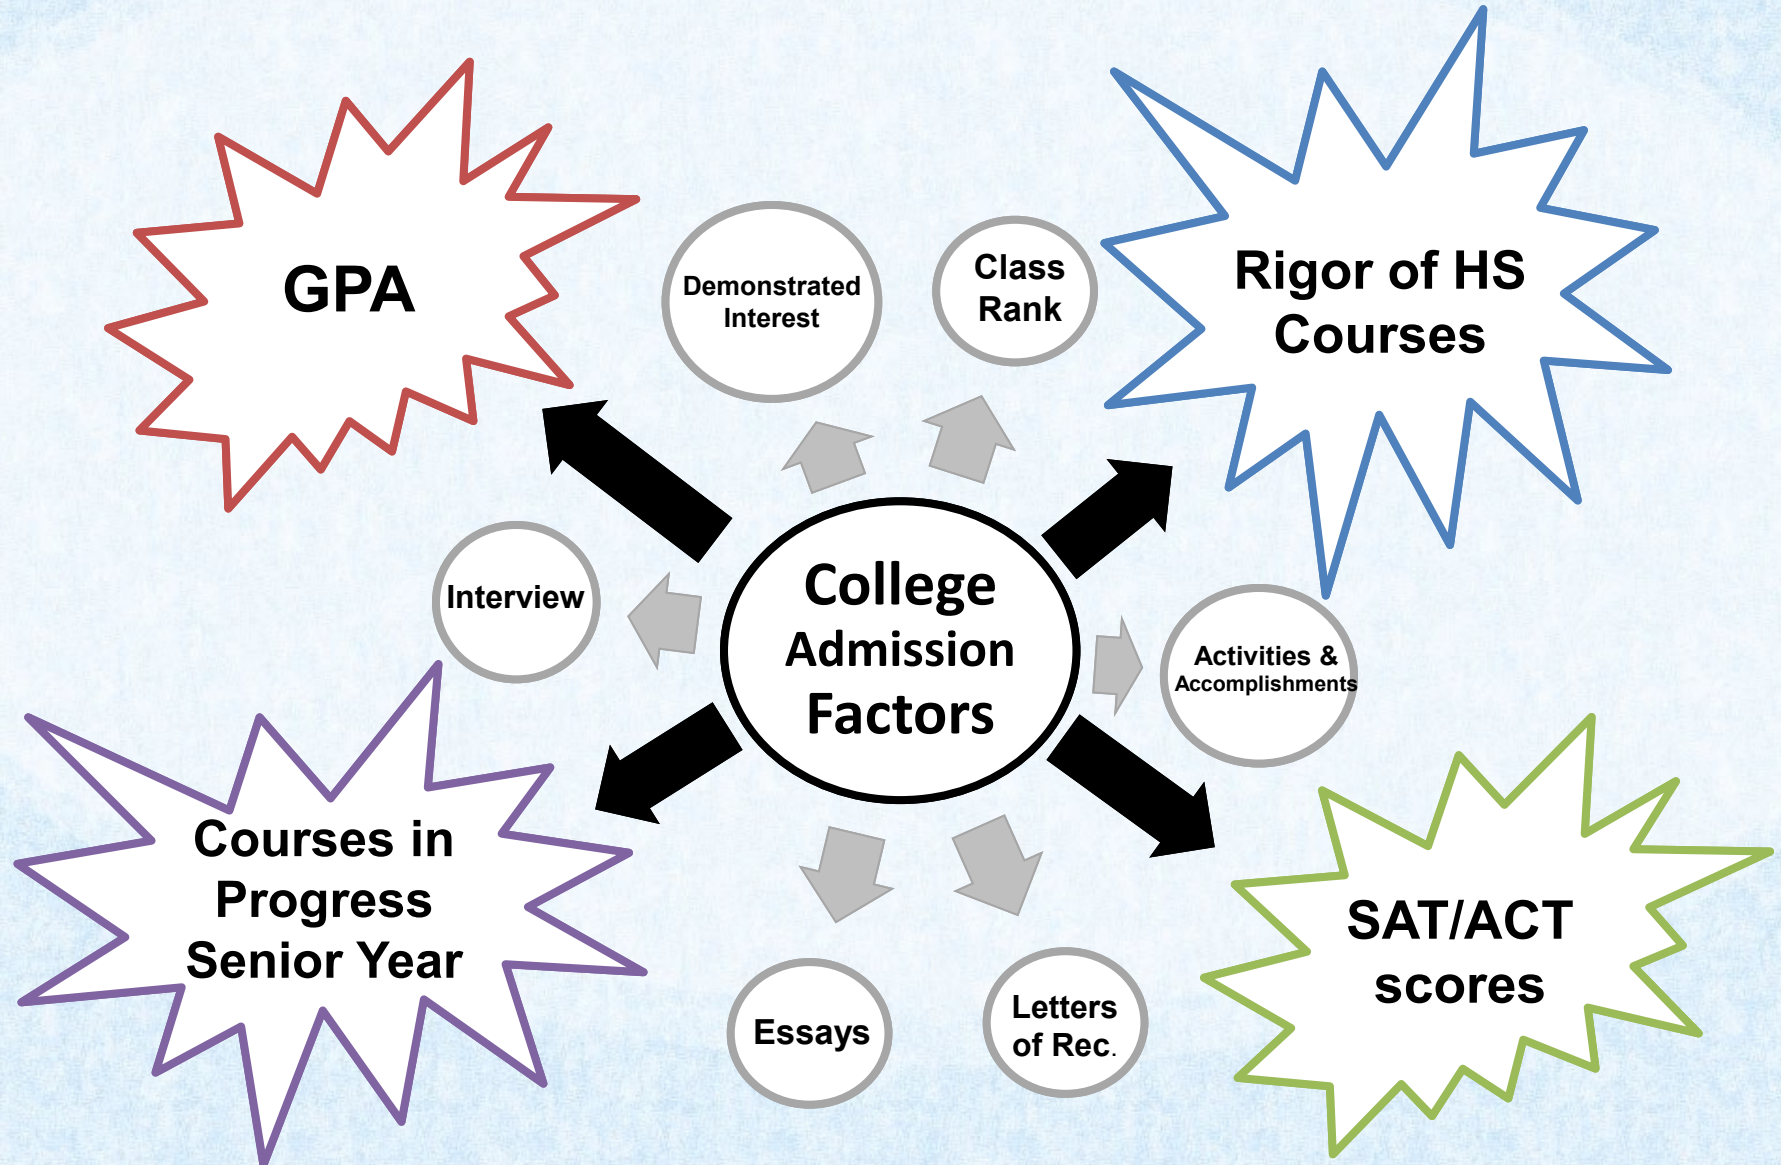 GPA
Demonstrated
Interest
Class
Rank
Rigor of HS
Courses
Interview
College
Admission
Factors
Activities &
Accomplishments
Courses in
Progress
Senior Year
SAT/ACT
scores
Essays
Letters
of Rec.